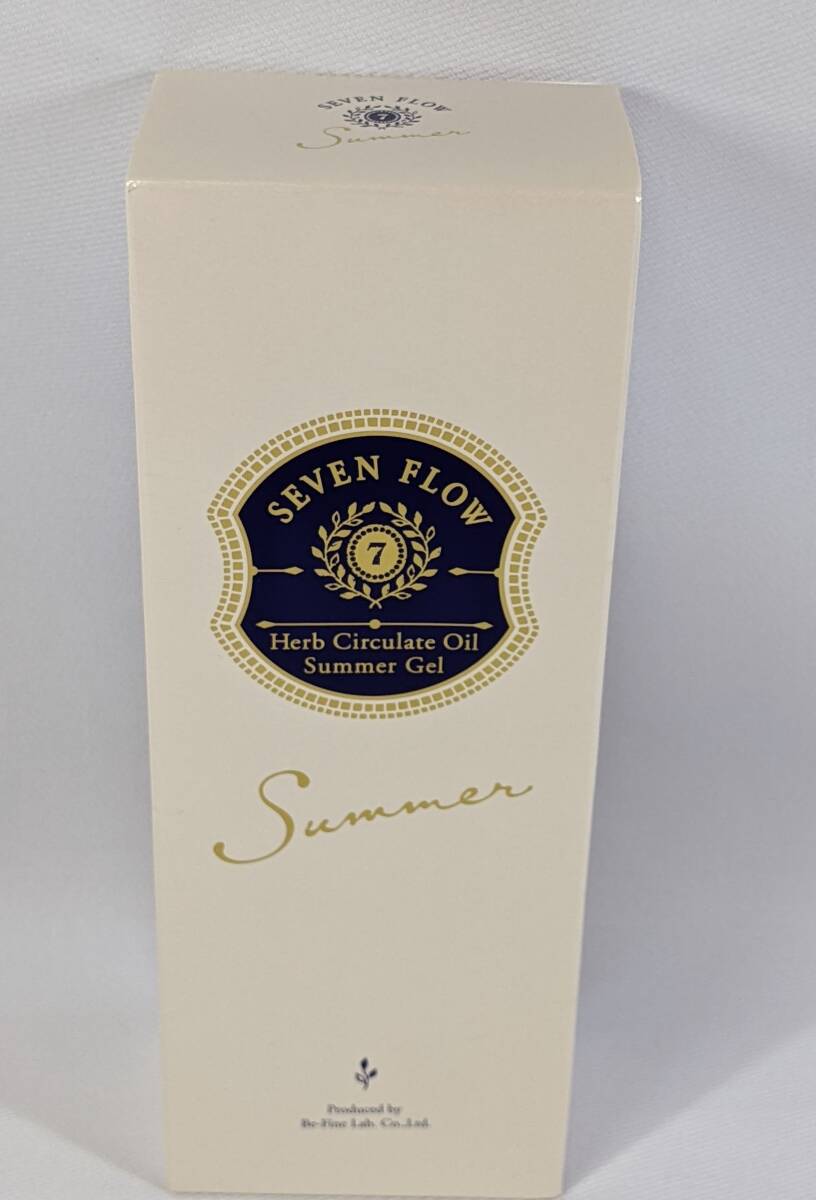 SEVEN FLOW
7
Summer
SEVEN FLOW
7
Herb Circulate Oil
Summer Gel
Summer
Produced by
Be-Fine Lab. Co.,Ltd.